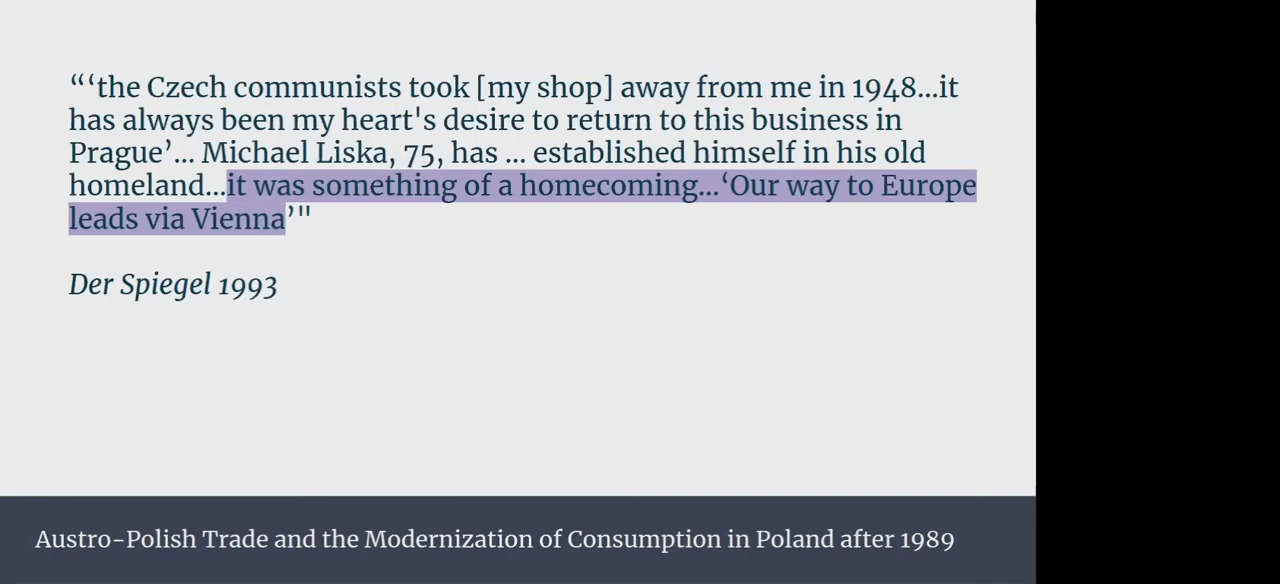 “‘the Czech communists took [my shop] away from me in 1948...it
has always been my heart's desire to return to this business in
Prague’... Michael Liska, 75, has ... established himself in his old
homeland...it was something of a homecoming...‘Our way to Europe
leads via Vienna’"
Der Spiegel 1993
Austro-Polish Trade and the Modernization of Consumption in Poland after 1989